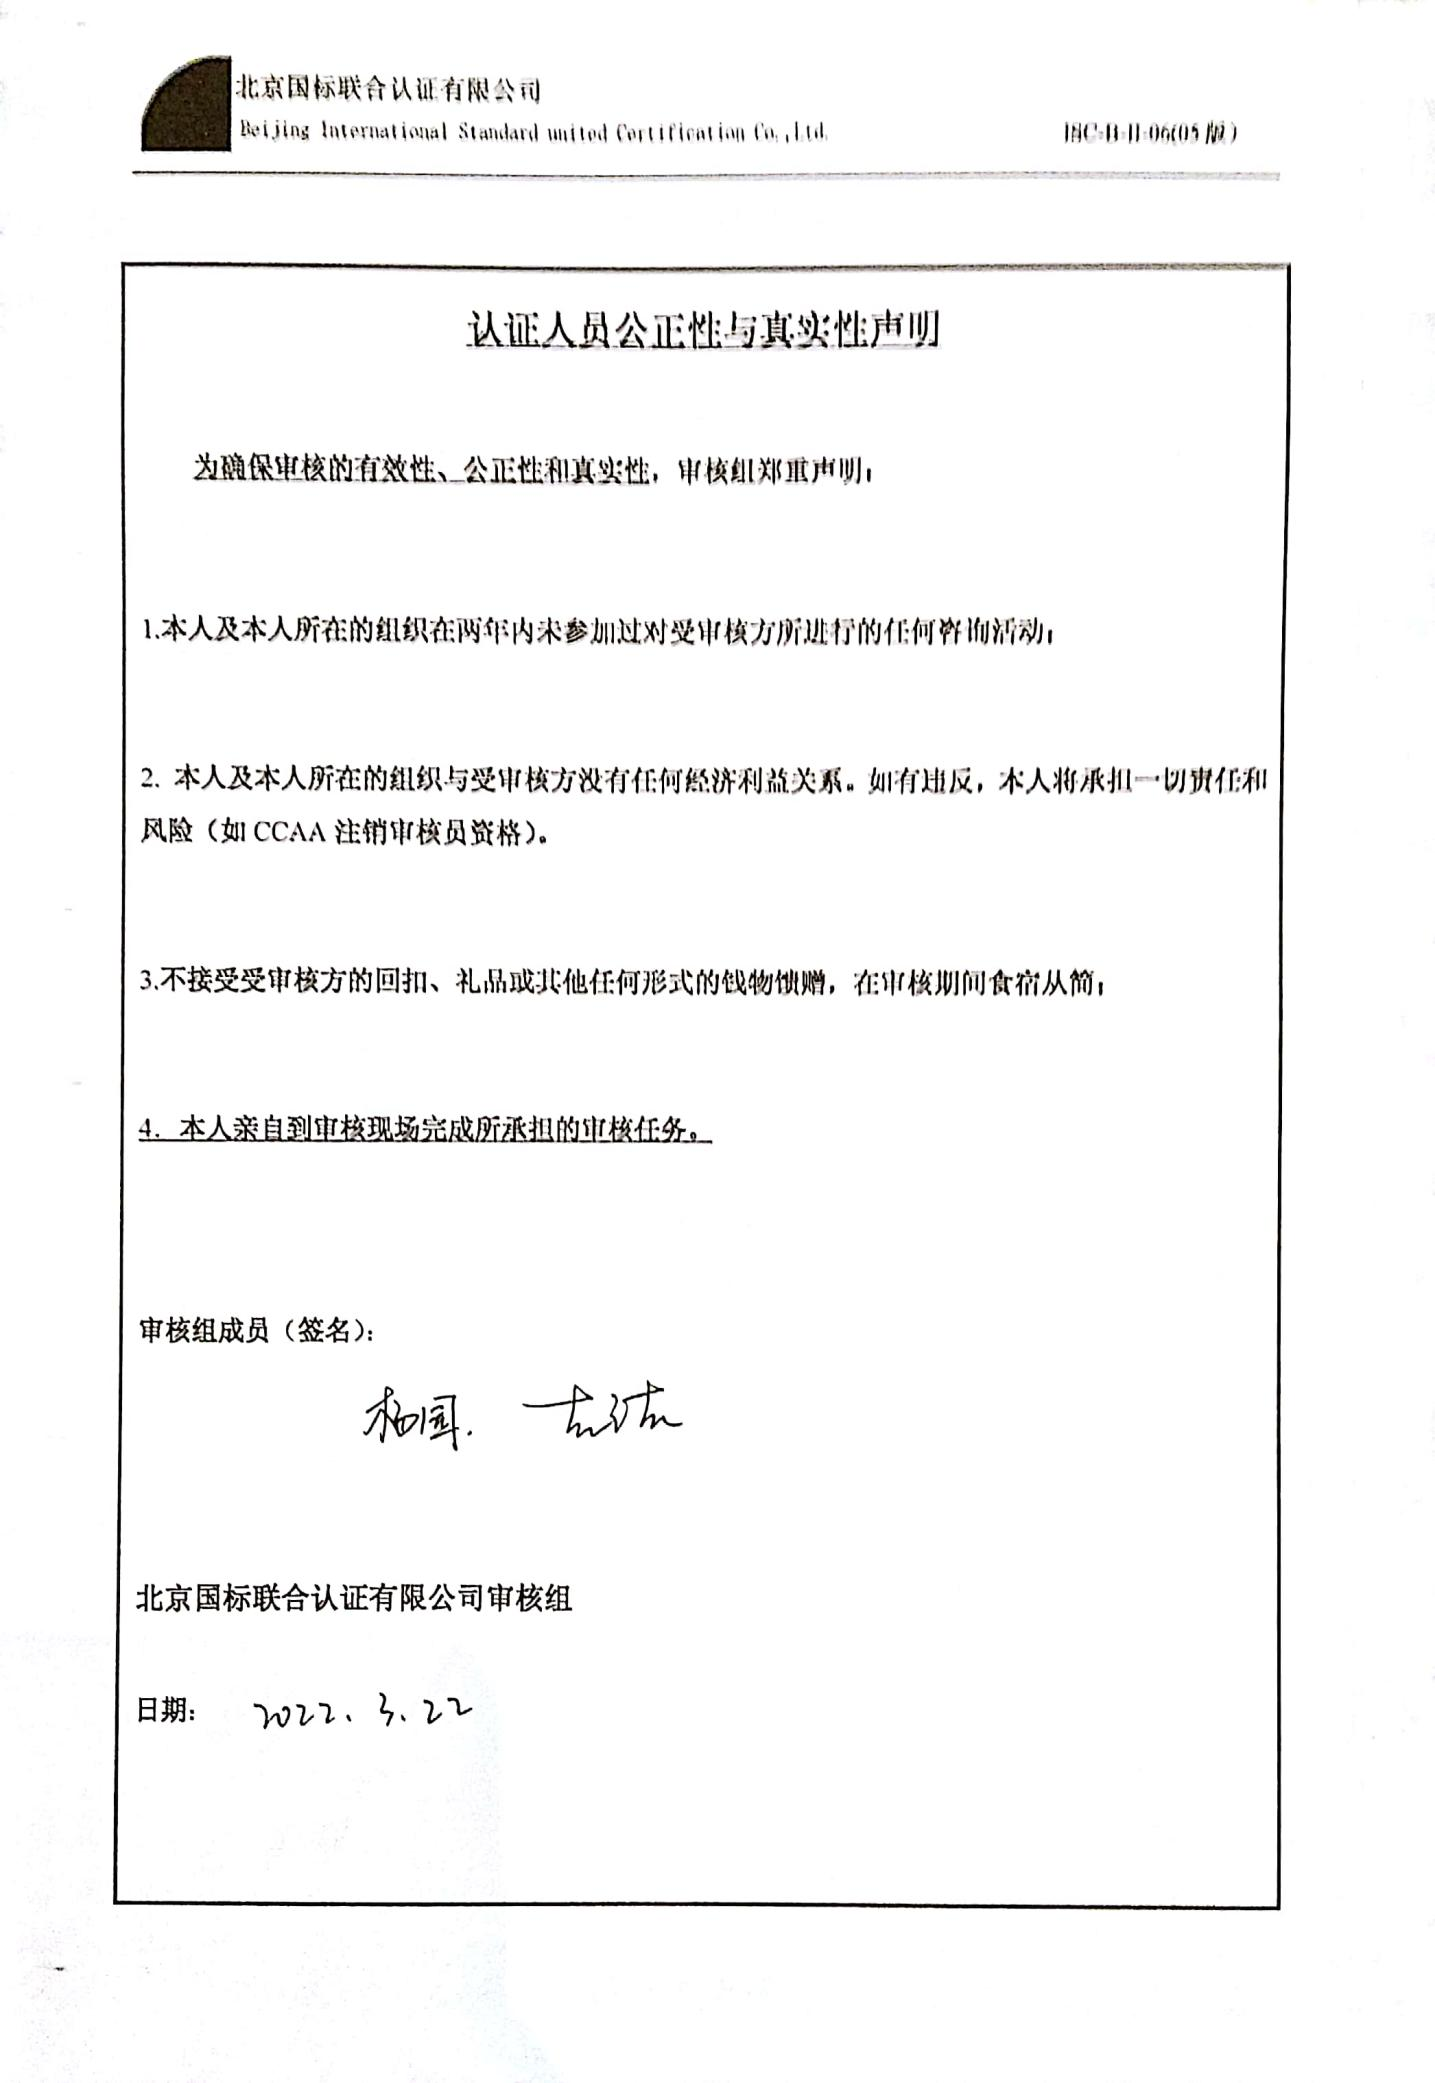 北京国标联合认证有限公司
Beijing International Standard united Certification Co.,Ltd.
ISC-B-II-06(05版)
认证人员公正性与真实性声明
为确保审核的有效性、公正性和真实性，审核组郑重声明：
1.本人及本人所在的组织在两年内未参加过对受审核方所进行的任何咨询活动；
2. 本人及本人所在的组织与受审核方没有任何经济利益关系。如有违反，本人将承担一切责任和
风险（如 CCAA 注销审核员资格）。
3.不接受受审核方的回扣、礼品或其他任何形式的钱物馈赠，在审核期间食宿从简；
4. 本人亲自到审核现场完成所承担的审核任务。
审核组成员（签名）：
北京国标联合认证有限公司审核组
日期： 2022.3.22